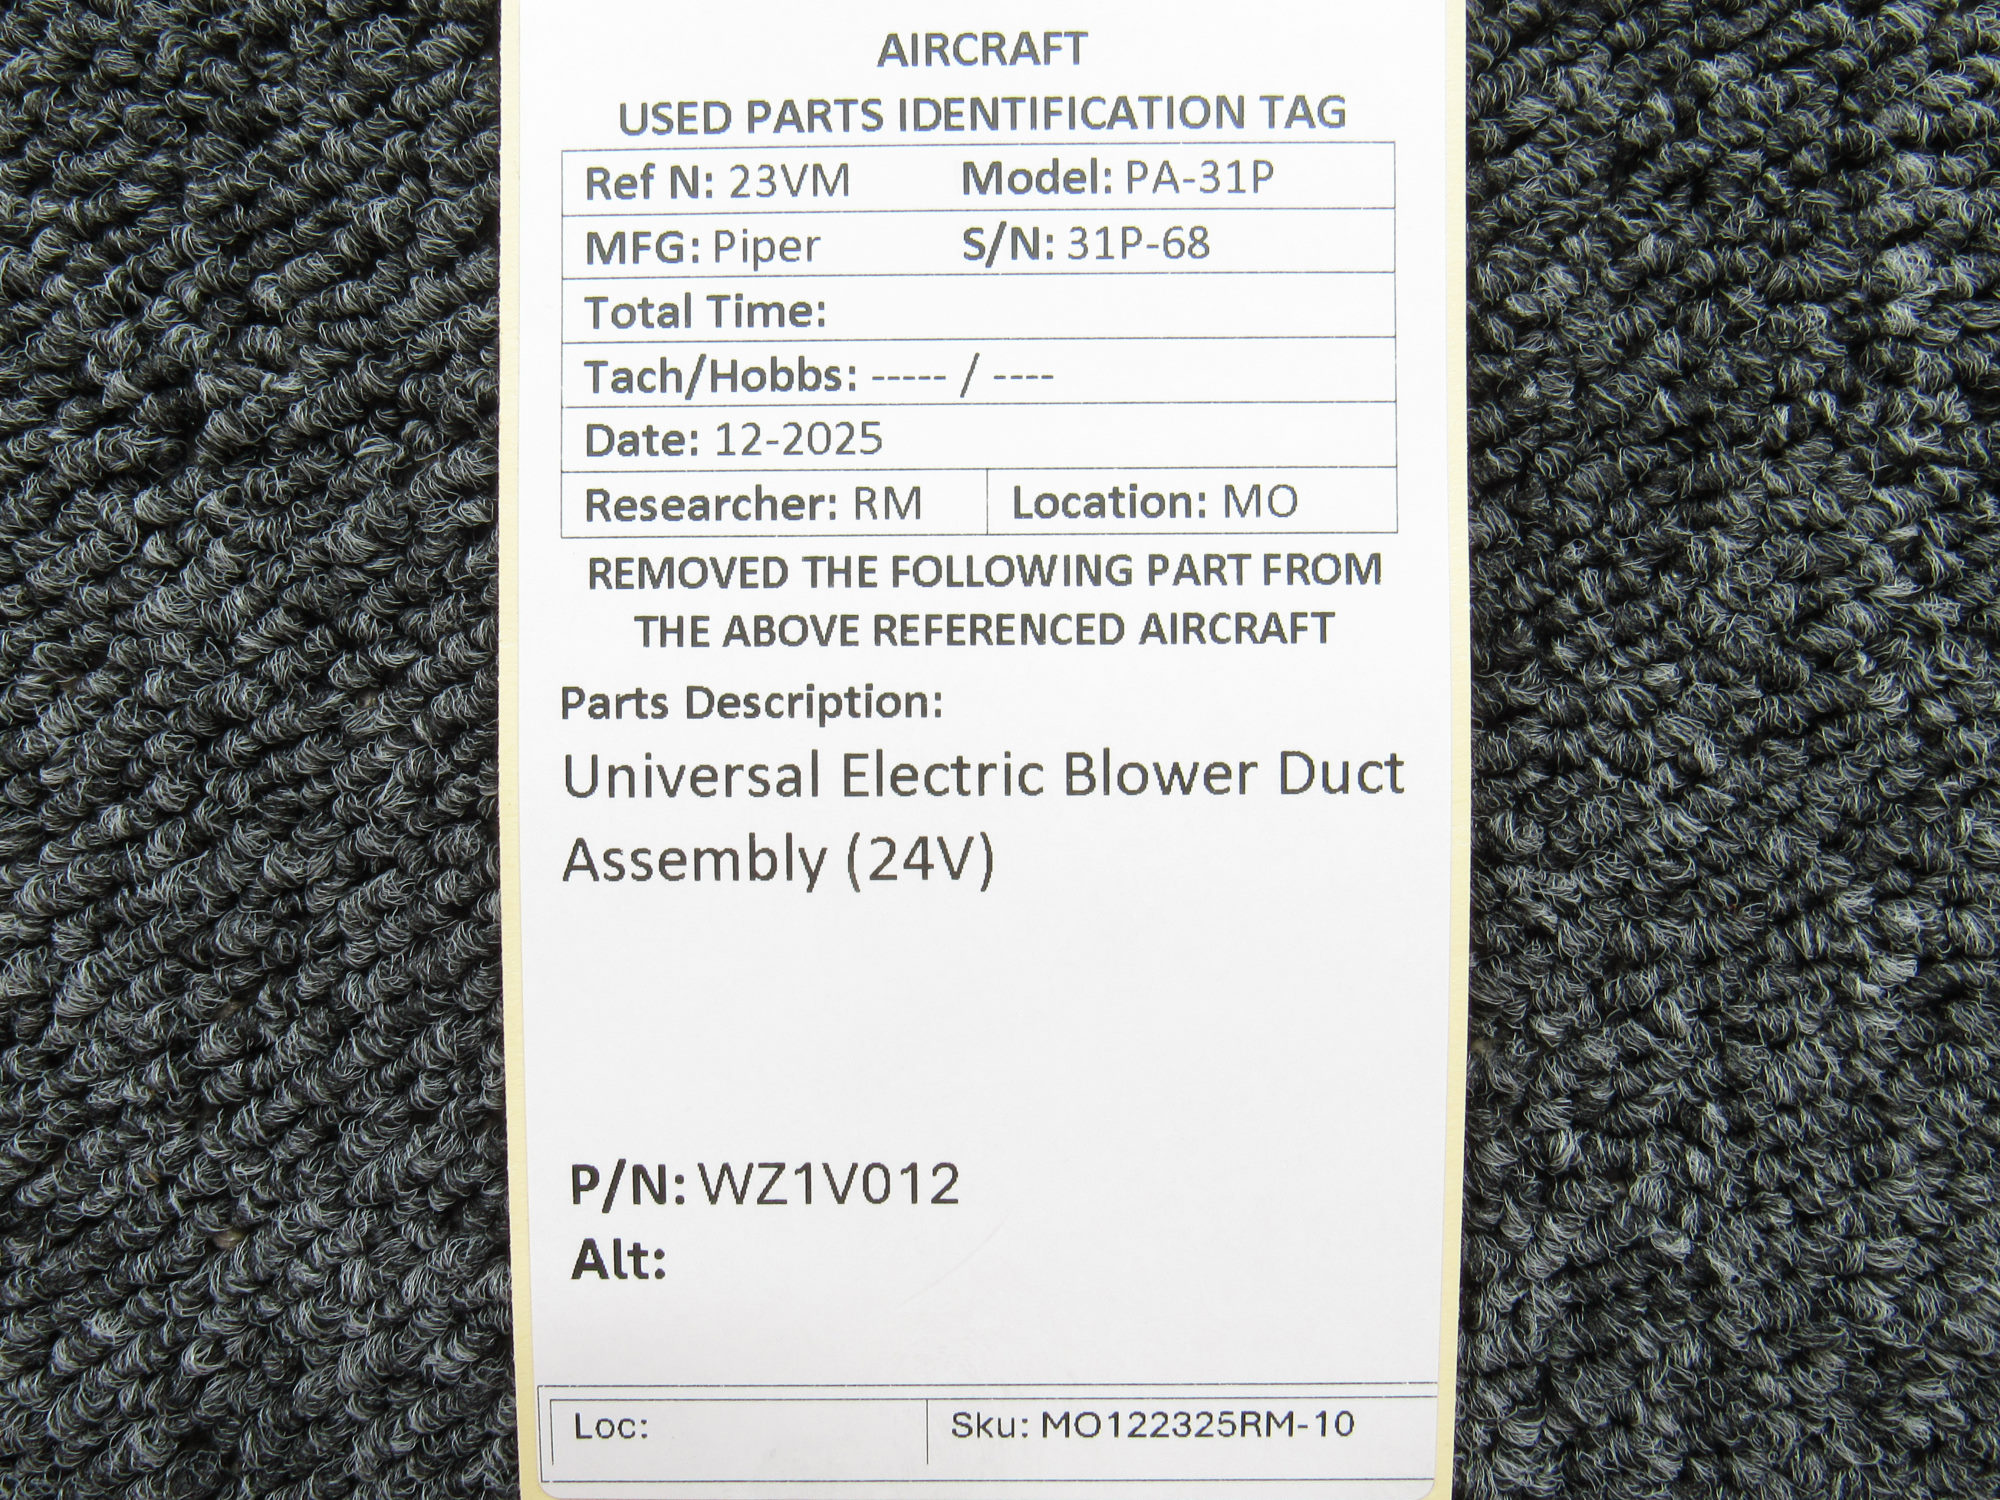 AIRCRAFT
USED PARTS IDENTIFICATION TAG
Ref N: 23VM Model: PA-31P
MFG: Piper S/N: 31P-68
Total Time:
Tach/Hobbs: ----- / ----
Date: 12-2025
Researcher: RM Location: MO
REMOVED THE FOLLOWING PART FROM
THE ABOVE REFERENCED AIRCRAFT
Parts Description:
Universal Electric Blower Duct
Assembly (24V)
P/N: WZ1V012
Alt:
Loc: Sku: MO122325RM-10